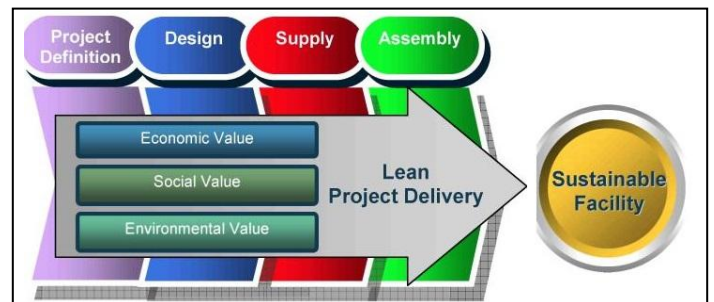 Project
Definition
Design
Supply
Assembly
Economic Value
Social Value
Environmental Value
Lean
Project Delivery
Sustainable
Facility